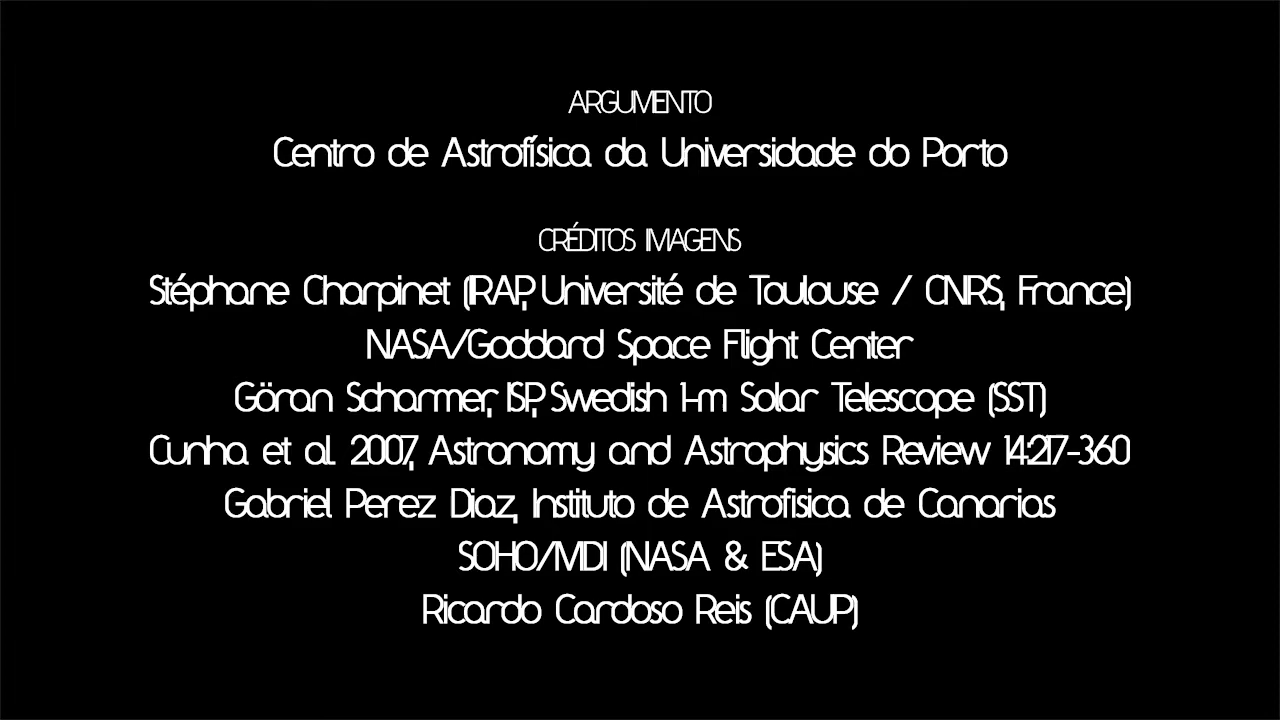 ARGUMENTO
Centro de Astrofísica da Universidade do Porto
CRÉDITOS IMAGENS
Stéphane Charpinet (IRAP, Université de Toulouse / CNRS, France)
NASA/Goddard Space Flight Center
Göran Scharmer, ISP, Swedish 1-m Solar Telescope (SST)
Cunha et al. 2007, Astronomy and Astrophysics Review 14:217-360
Gabriel Perez Diaz, Instituto de Astrofisica de Canarias
SOHO/MDI (NASA & ESA)
Ricardo Cardoso Reis (CAUP)